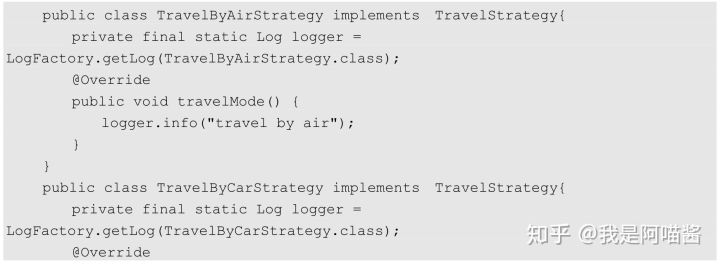 public class TravelByAirStrategy implements  TravelStrategy{
private final static Log logger =
LogFactory.getLog(TravelByAirStrategy.class);
@Override
public void travelMode() {
logger.info("travel by air");
}
}
public class TravelByCarStrategy implements  TravelStrategy{
private final static Log logger =
LogFactory.getLog(TravelByCarStrategy.class);
@Override
知乎 @我是阿喵酱